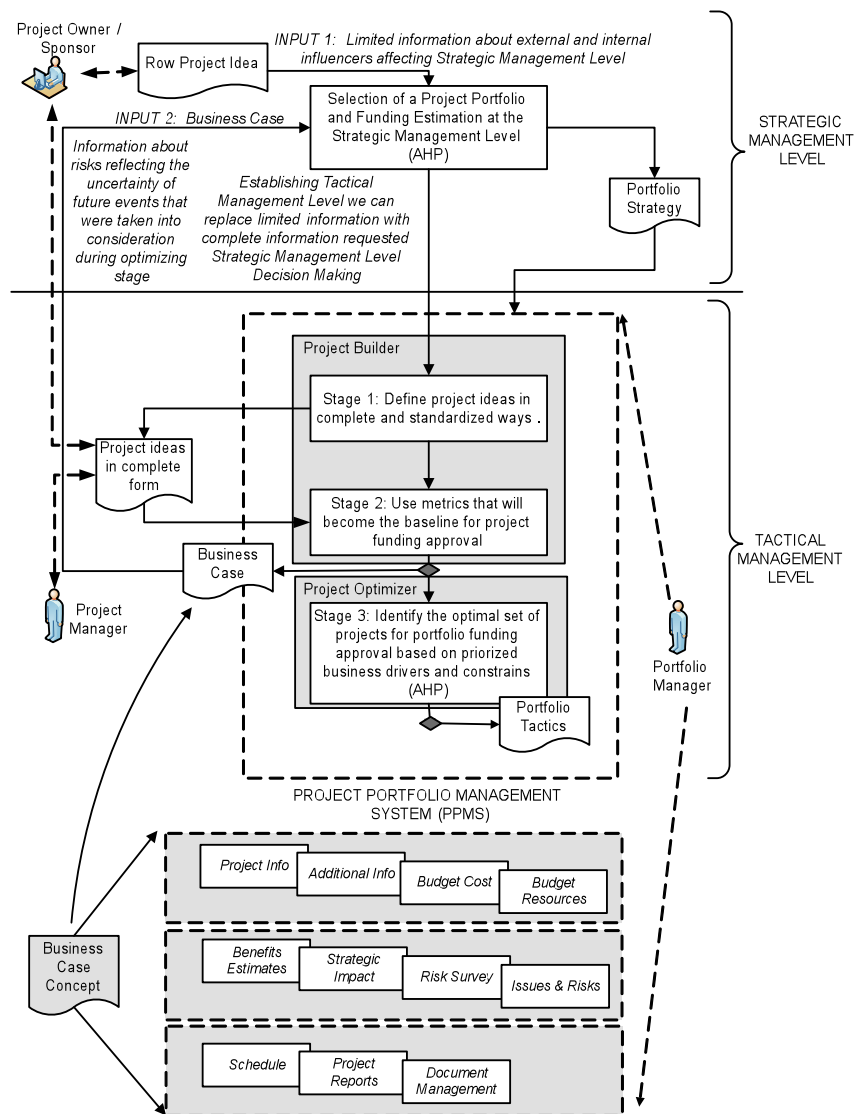 Project Owner /
Sponsor
Row Project Idea
INPUT 1:  Limited information about external and internal
influencers affecting Strategic Management Level
Selection of a Project Portfolio
and Funding Estimation at the
Strategic Management Level
(AHP)
STRATEGIC
MANAGEMENT
LEVEL
INPUT 2:  Business Case
Information about
risks reflecting the
uncertainty of
future events that
were taken into
consideration
during optimizing
stage
Establishing Tactical
Management Level we can
replace limited information with
complete information requested
Strategic Management Level
Decision Making
Portfolio
Strategy
Project Builder
Stage 1: Define project ideas in
complete and standardized ways .
Project ideas
in complete
form
Stage 2: Use metrics that will
become the baseline for project
funding approval
Business
Case
TACTICAL
MANAGEMENT
LEVEL
Project Optimizer
Stage 3: Identify the optimal set of
projects for portfolio funding
approval based on priorized
business drivers and constrains
(AHP)
Project
Manager
Portfolio
Manager
Portfolio
Tactics
PROJECT PORTFOLIO MANAGEMENT
SYSTEM (PPMS)
Project Info
Additional Info
Budget Cost
Budget
Resources
Business
Case
Concept
Benefits
Estimates
Strategic
Impact
Risk Survey
Issues & Risks
Schedule
Project
Reports
Document
Management